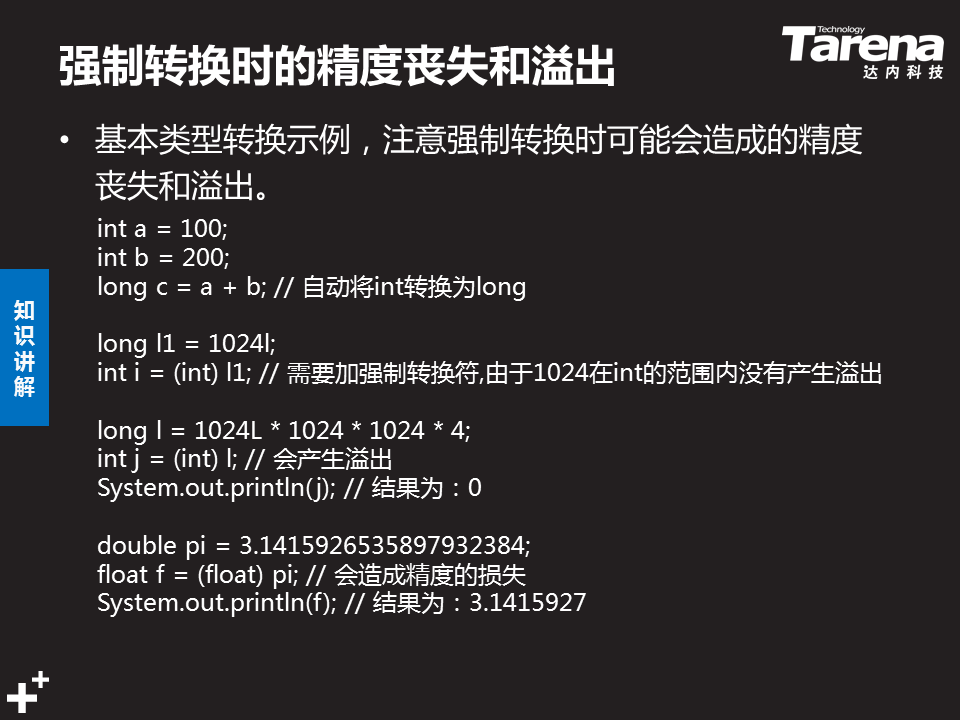 强制转换时的精度丧失和溢出
Technology
Tarena
达内科技
• 基本类型转换示例，注意强制转换时可能会造成的精度
丧失和溢出。
int a = 100;
int b = 200;
long c = a + b; // 自动将int转换为long
long l1 = 1024l;
int i = (int) l1; // 需要加强制转换符,由于1024在int的范围内没有产生溢出
long l = 1024L * 1024 * 1024 * 4;
int j = (int) l; // 会产生溢出
System.out.println(j); // 结果为：0
double pi = 3.1415926535897932384;
float f = (float) pi; // 会造成精度的损失
System.out.println(f); // 结果为：3.1415927
知
识
讲
解